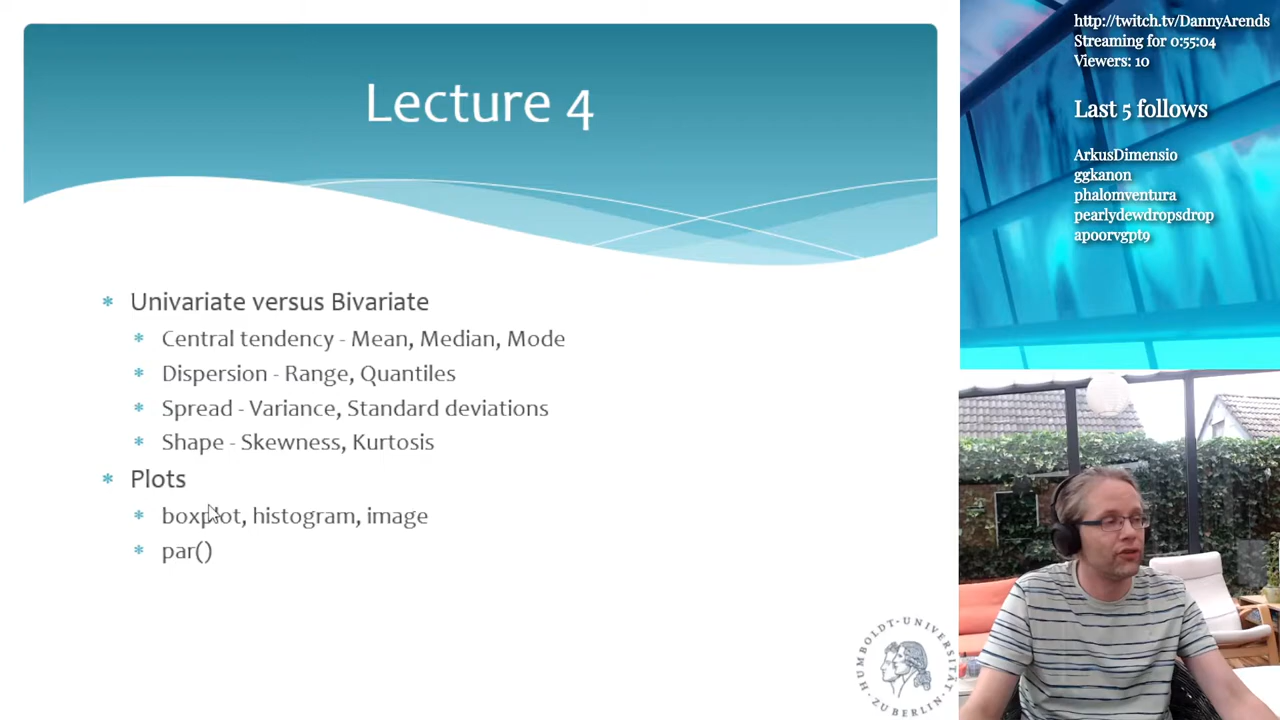 Lecture 4
* Univariate versus Bivariate
* Central tendency - Mean, Median, Mode
* Dispersion - Range, Quantiles
* Spread - Variance, Standard deviations
* Shape - Skewness, Kurtosis
* Plots
* boxplot, histogram, image
* par()
HUMBOLDT-UNIVERSITÄT
ZU BERLIN
http://twitch.tv/DannyArends
Streaming for 0:55:04
Viewers: 10
Last 5 follows
ArkusDimensio
ggkanon
phalomventura
pearlydewdropsdrop
apoorvgpt9